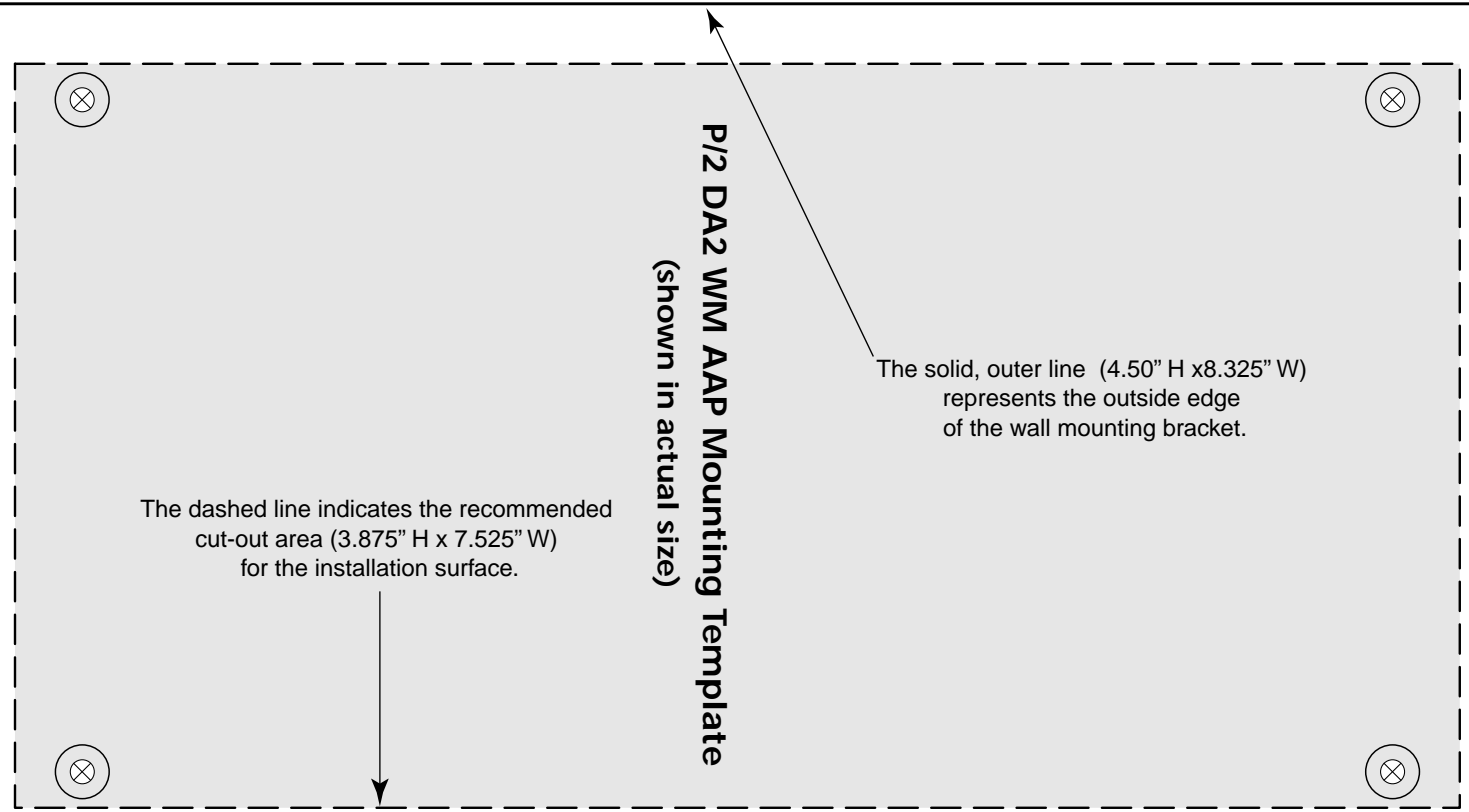 P/2 DA2 WM AAP Mounting Template
(shown in actual size)
The solid, outer line (4.50” H x8.325” W)
represents the outside edge
of the wall mounting bracket.
The dashed line indicates the recommended
cut-out area (3.875” H x 7.525” W)
for the installation surface.